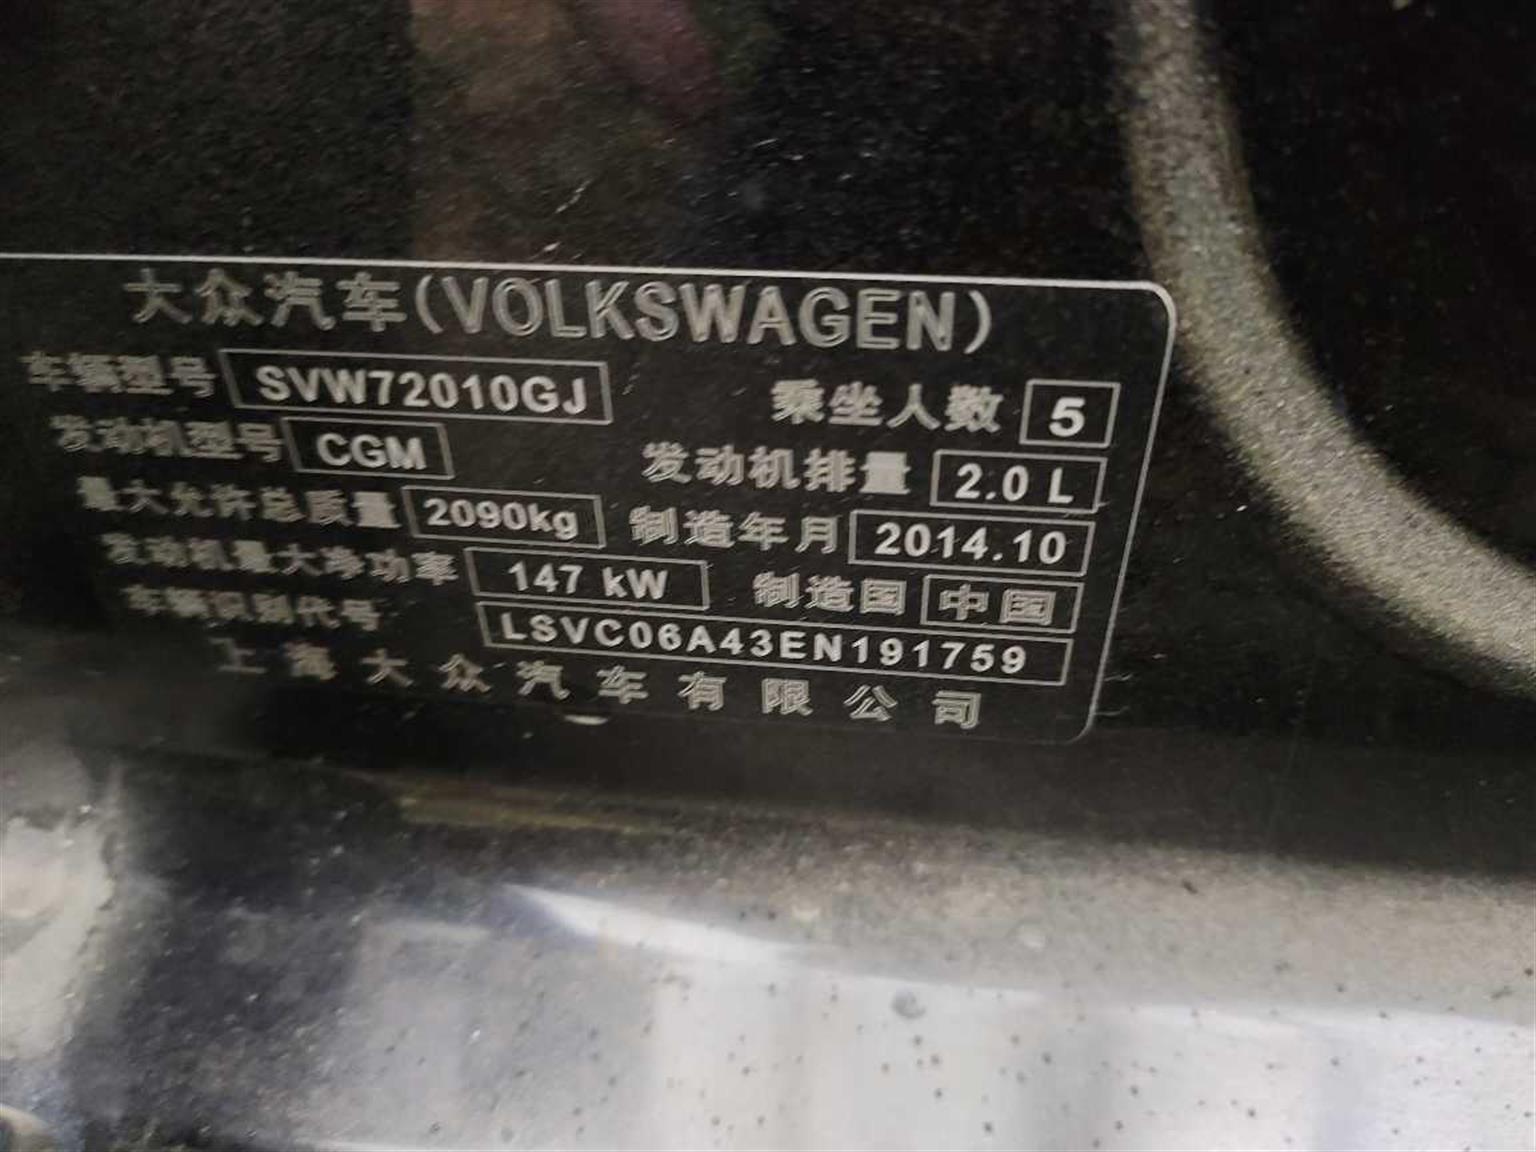 大众汽车(VOLKSWAGEN)
车辆型号 SVW72010GJ 乘坐人数 5
发动机型号 CGM 发动机排量 2.0 L
最大允许总质量 2090kg 制造年月 2014.10
发动机最大净功率 147 kW 制造国 中国
车辆识别代号 LSVC06A43EN191759
上海大众汽车有限公司